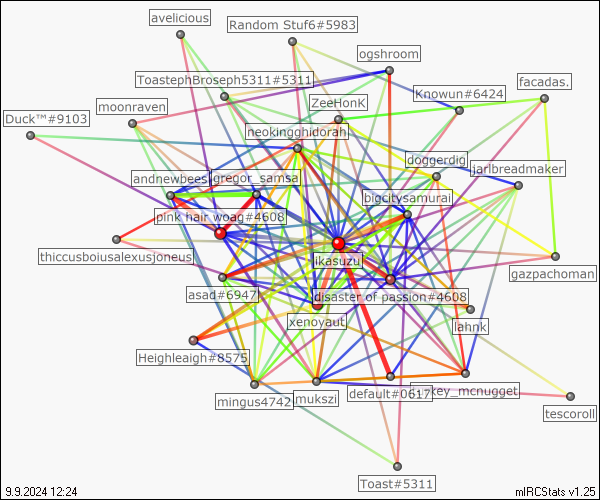 avelicious
Random Stuf6#5983
ogshroom
ToastephBroseph5311#5311
Knowun#6424
facadas.
moonraven
ZeeHonK
Duck™#9103
neokingghidorah
doggerdig
jarlbreadmaker
andnewbees
gregor_samsa
bigcitysamurai
pink hair woag#4608
thiccusboiusalexusjoneus
ikasuzu
gazpachoman
asad#6947
disaster of passion#4608
xenoyaut
lahnk
Heighleaigh#8575
mingus4742
mukszi
default#0617
key_mcnugget
tescoroll
Toast#5311
9.9.2024 12:24
mIRCStats v1.25